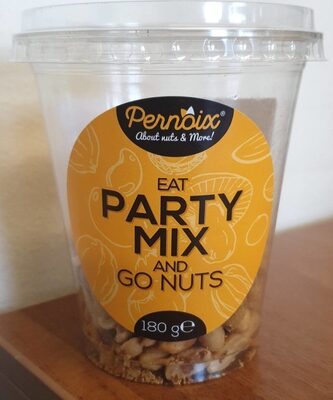 Pernoix®
About nuts & More!
EAT
PARTY
MIX
AND
GO NUTS
180 g℮